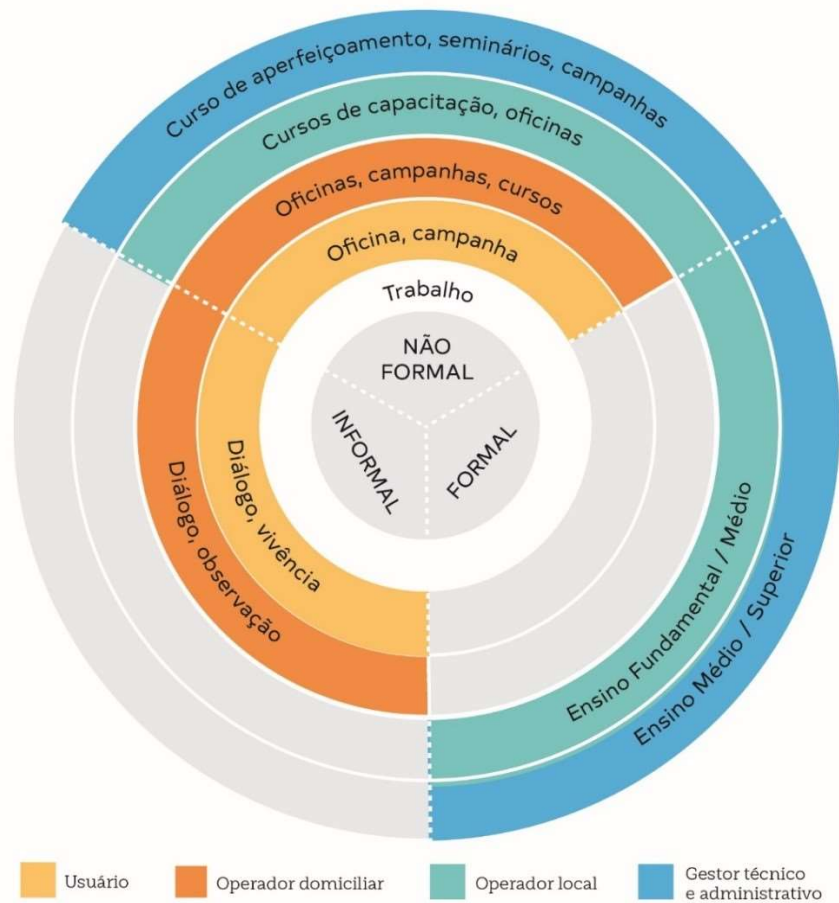 Curso de aperfeiçoamento, seminários, campanhas
Cursos de capacitação, oficinas
Oficinas, campanhas, cursos
Oficina, campanha
Trabalho
NÃO
FORMAL
INFORMAL
FORMAL
Diálogo, vivência
Diálogo, observação
Ensino Fundamental / Médio
Ensino Médio / Superior
Usuário
Operador domiciliar
Operador local
Gestor técnico
e administrativo